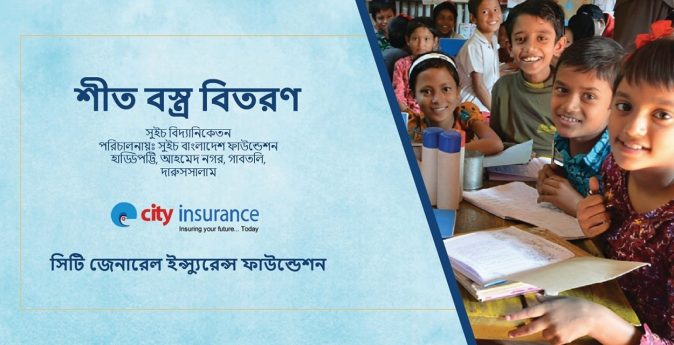 শীত বস্ত্র বিতরণ
সুইচ বিদ্যানিকেতন
পরিচালনায়ঃ সুইচ বাংলাদেশ ফাউন্ডেশন
হাড্ডিপট্টি, আহমেদ নগর, গাবতলি,
দারুসসালাম
city insurance
Insuring your future... Today
সিটি জেনারেল ইন্স্যুরেন্স ফাউন্ডেশন